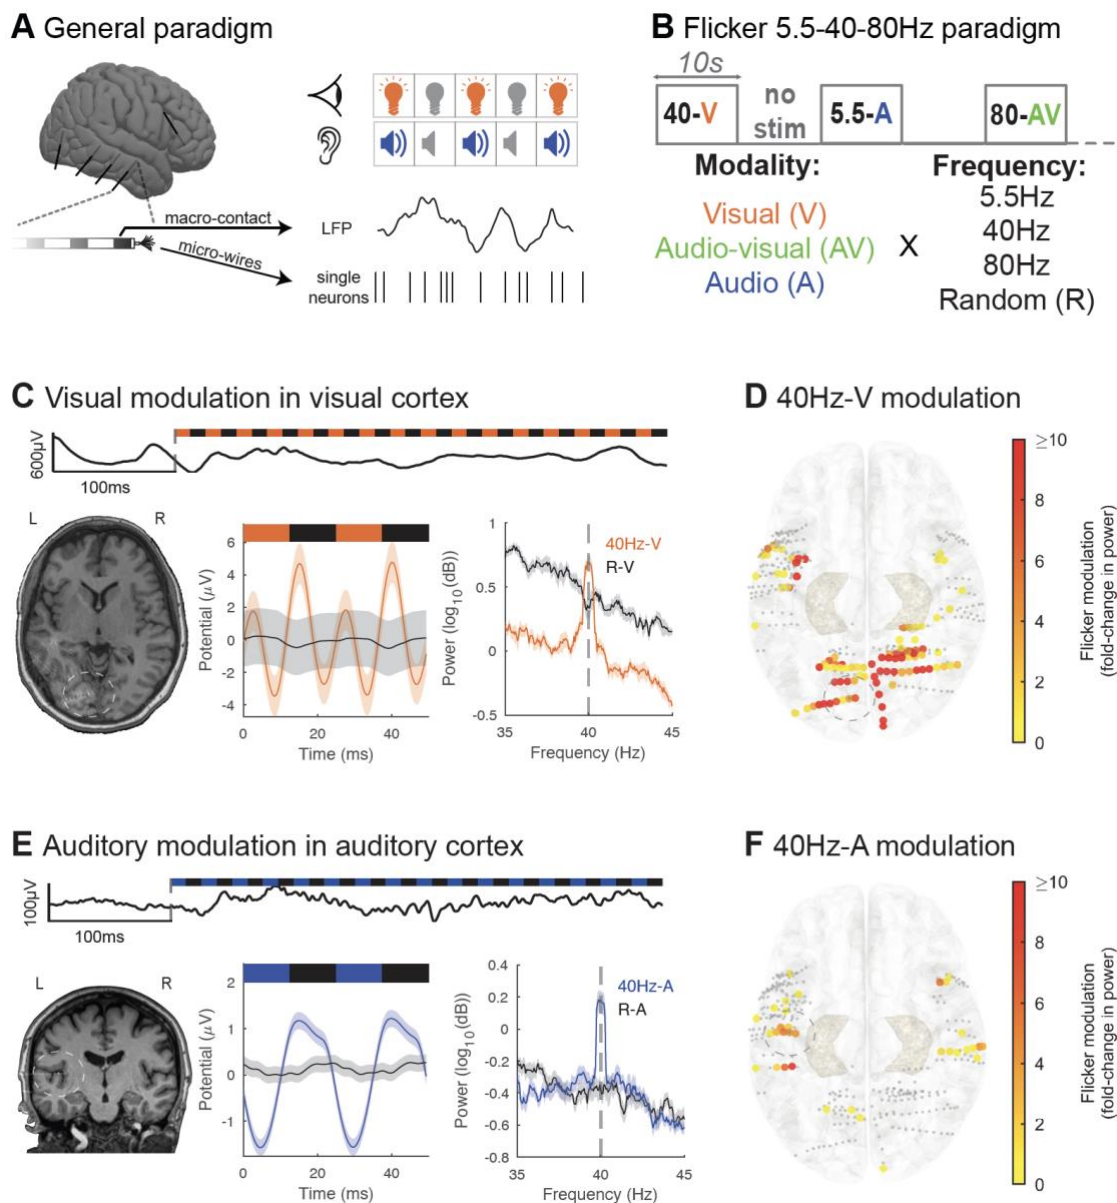 A General paradigm
macro-contact
micro-wires
LFP
single
neurons
B Flicker 5.5-40-80Hz paradigm
10s
40-V
no
stim
5.5-A
80-AV
Modality:
Visual (V)
Audio-visual (AV)
Audio (A)
X
Frequency:
5.5Hz
40Hz
80Hz
Random (R)
C Visual modulation in visual cortex
600µV
100ms
L R
Potential (µV)
6
4
2
0
-2
-4
0 20 40
Time (ms)
Power (log10(dB))
1
0.5
0
-0.5
40Hz-V
R-V
35 40 45
Frequency (Hz)
D 40Hz-V modulation
≥10
8
6
4
2
0
Flicker modulation
(fold-change in power)
E Auditory modulation in auditory cortex
100µV
100ms
L R
Potential (µV)
2
1
0
-1
0 20 40
Time (ms)
Power (log10(dB))
0.4
0.2
0
-0.2
-0.4
-0.6
-0.8
40Hz-A
R-A
35 40 45
Frequency (Hz)
F 40Hz-A modulation
≥10
8
6
4
2
0
Flicker modulation
(fold-change in power)